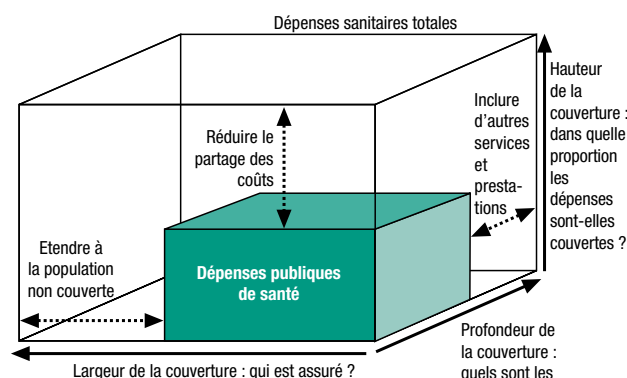 Dépenses sanitaires totales
Hauteur
de la
couverture :
dans quelle
proportion
les
dépenses
sont-elles
couvertes ?
Inclure
d'autres
services
et
presta-
tions
Réduire le
partage des
coûts
Etendre à
la population
non couverte
Dépenses publiques
de santé
Profondeur de
la couverture :
quels sont les
Largeur de la couverture : qui est assuré ?